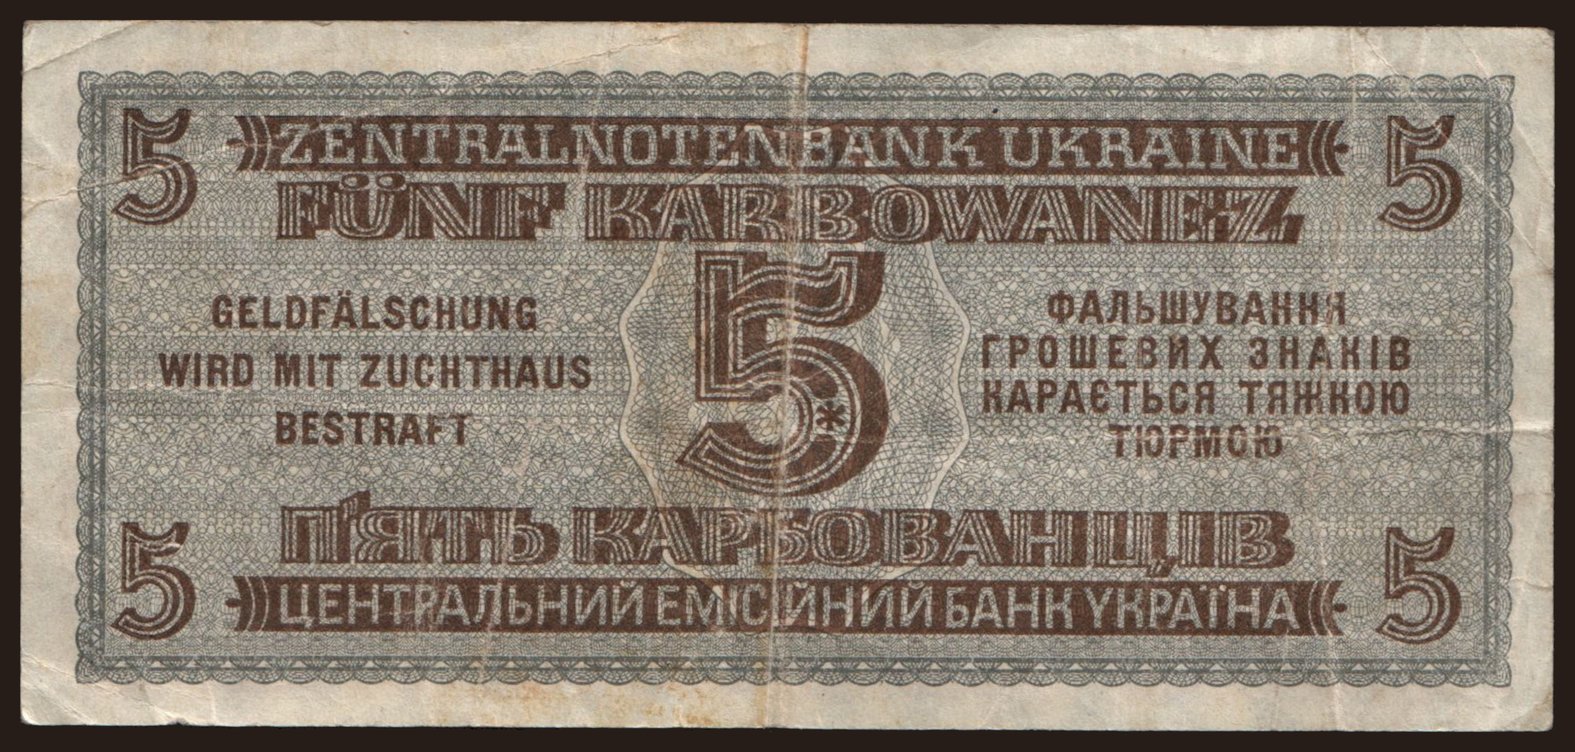 5 ZENTRALNOTENBANK UKRAINE 5
FÜNF KARBOWANEZ
5
GELDFÄLSCHUNG
WIRD MIT ZUCHTHAUS
BESTRAFT
ФАЛЬШУВАННЯ
ГРОШЕВИХ ЗНАКІВ
КАРАЄТЬСЯ ТЯЖКОЮ
ТЮРМОЮ
П'ЯТЬ КАРБОВАНЦІВ
5 ЦЕНТРАЛЬНИЙ ЕМІСІЙНИЙ БАНК УКРАЇНА 5